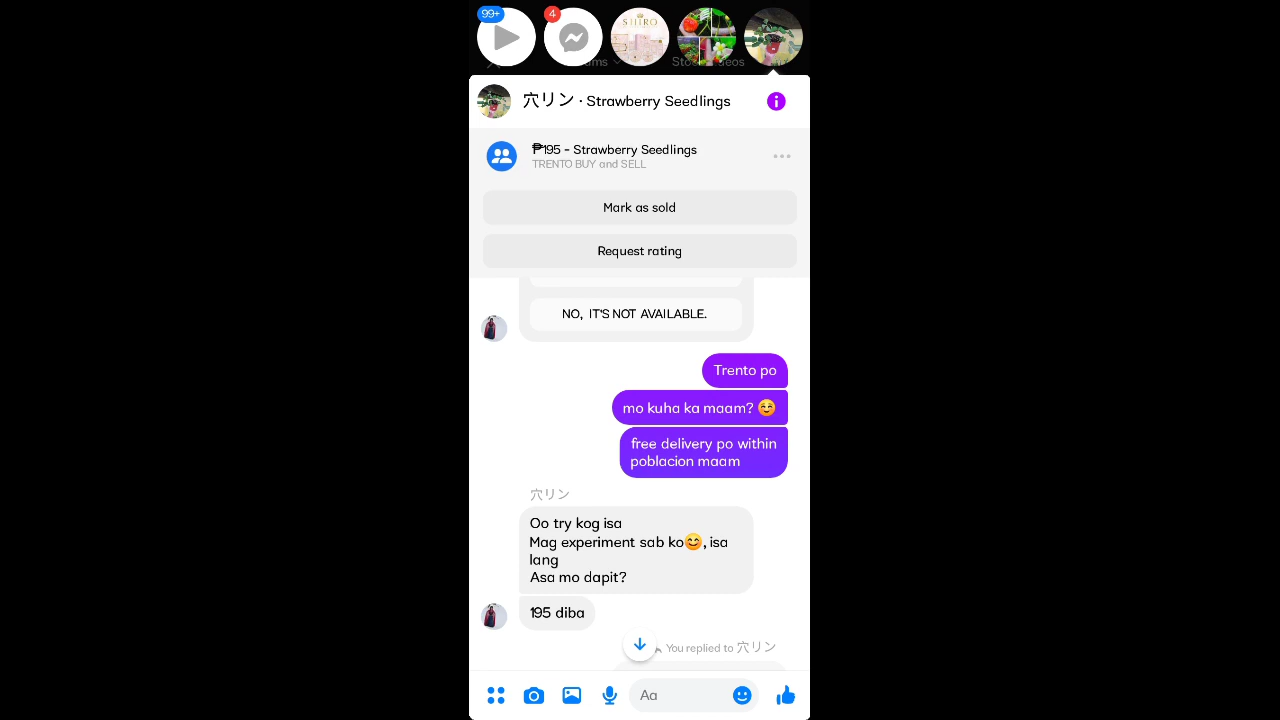 99+
4
SHIRO
穴リン · Strawberry Seedlings
₱195 - Strawberry Seedlings
TRENTO BUY and SELL
Mark as sold
Request rating
NO, IT'S NOT AVAILABLE.
Trento po
mo kuha ka maam? 😊
free delivery po within
poblacion maam
穴リン
Oo try kog isa
Mag experiment sab ko😊, isa
lang
Asa mo dapit?
195 diba
You replied to 穴リン
Aa